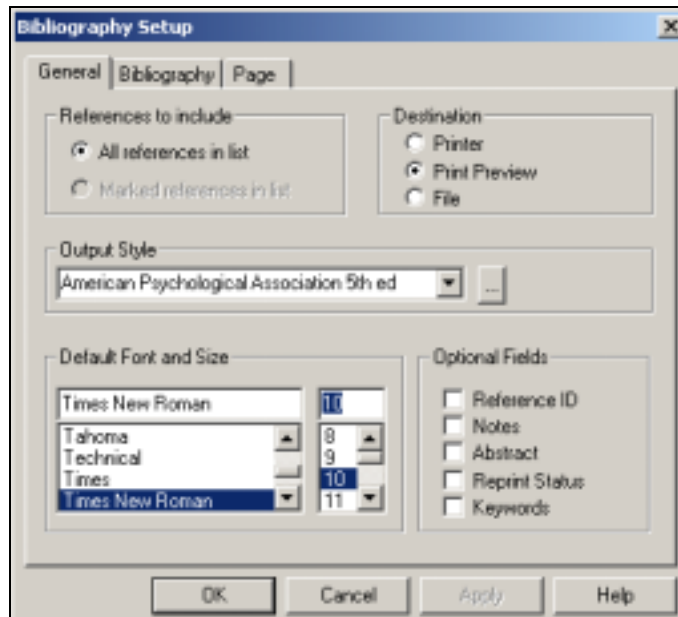 Bibliography Setup
General Bibliography Page
References to include
All references in list
Marked references in list
Destination
Printer
Print Preview
File
Output Style
American Psychological Association 5th ed
...
Default Font and Size
Times New Roman 10
Tahoma 8
Technical 9
Times 10
Times New Roman 11
Optional Fields
Reference ID
Notes
Abstract
Reprint Status
Keywords
OK Cancel Apply Help